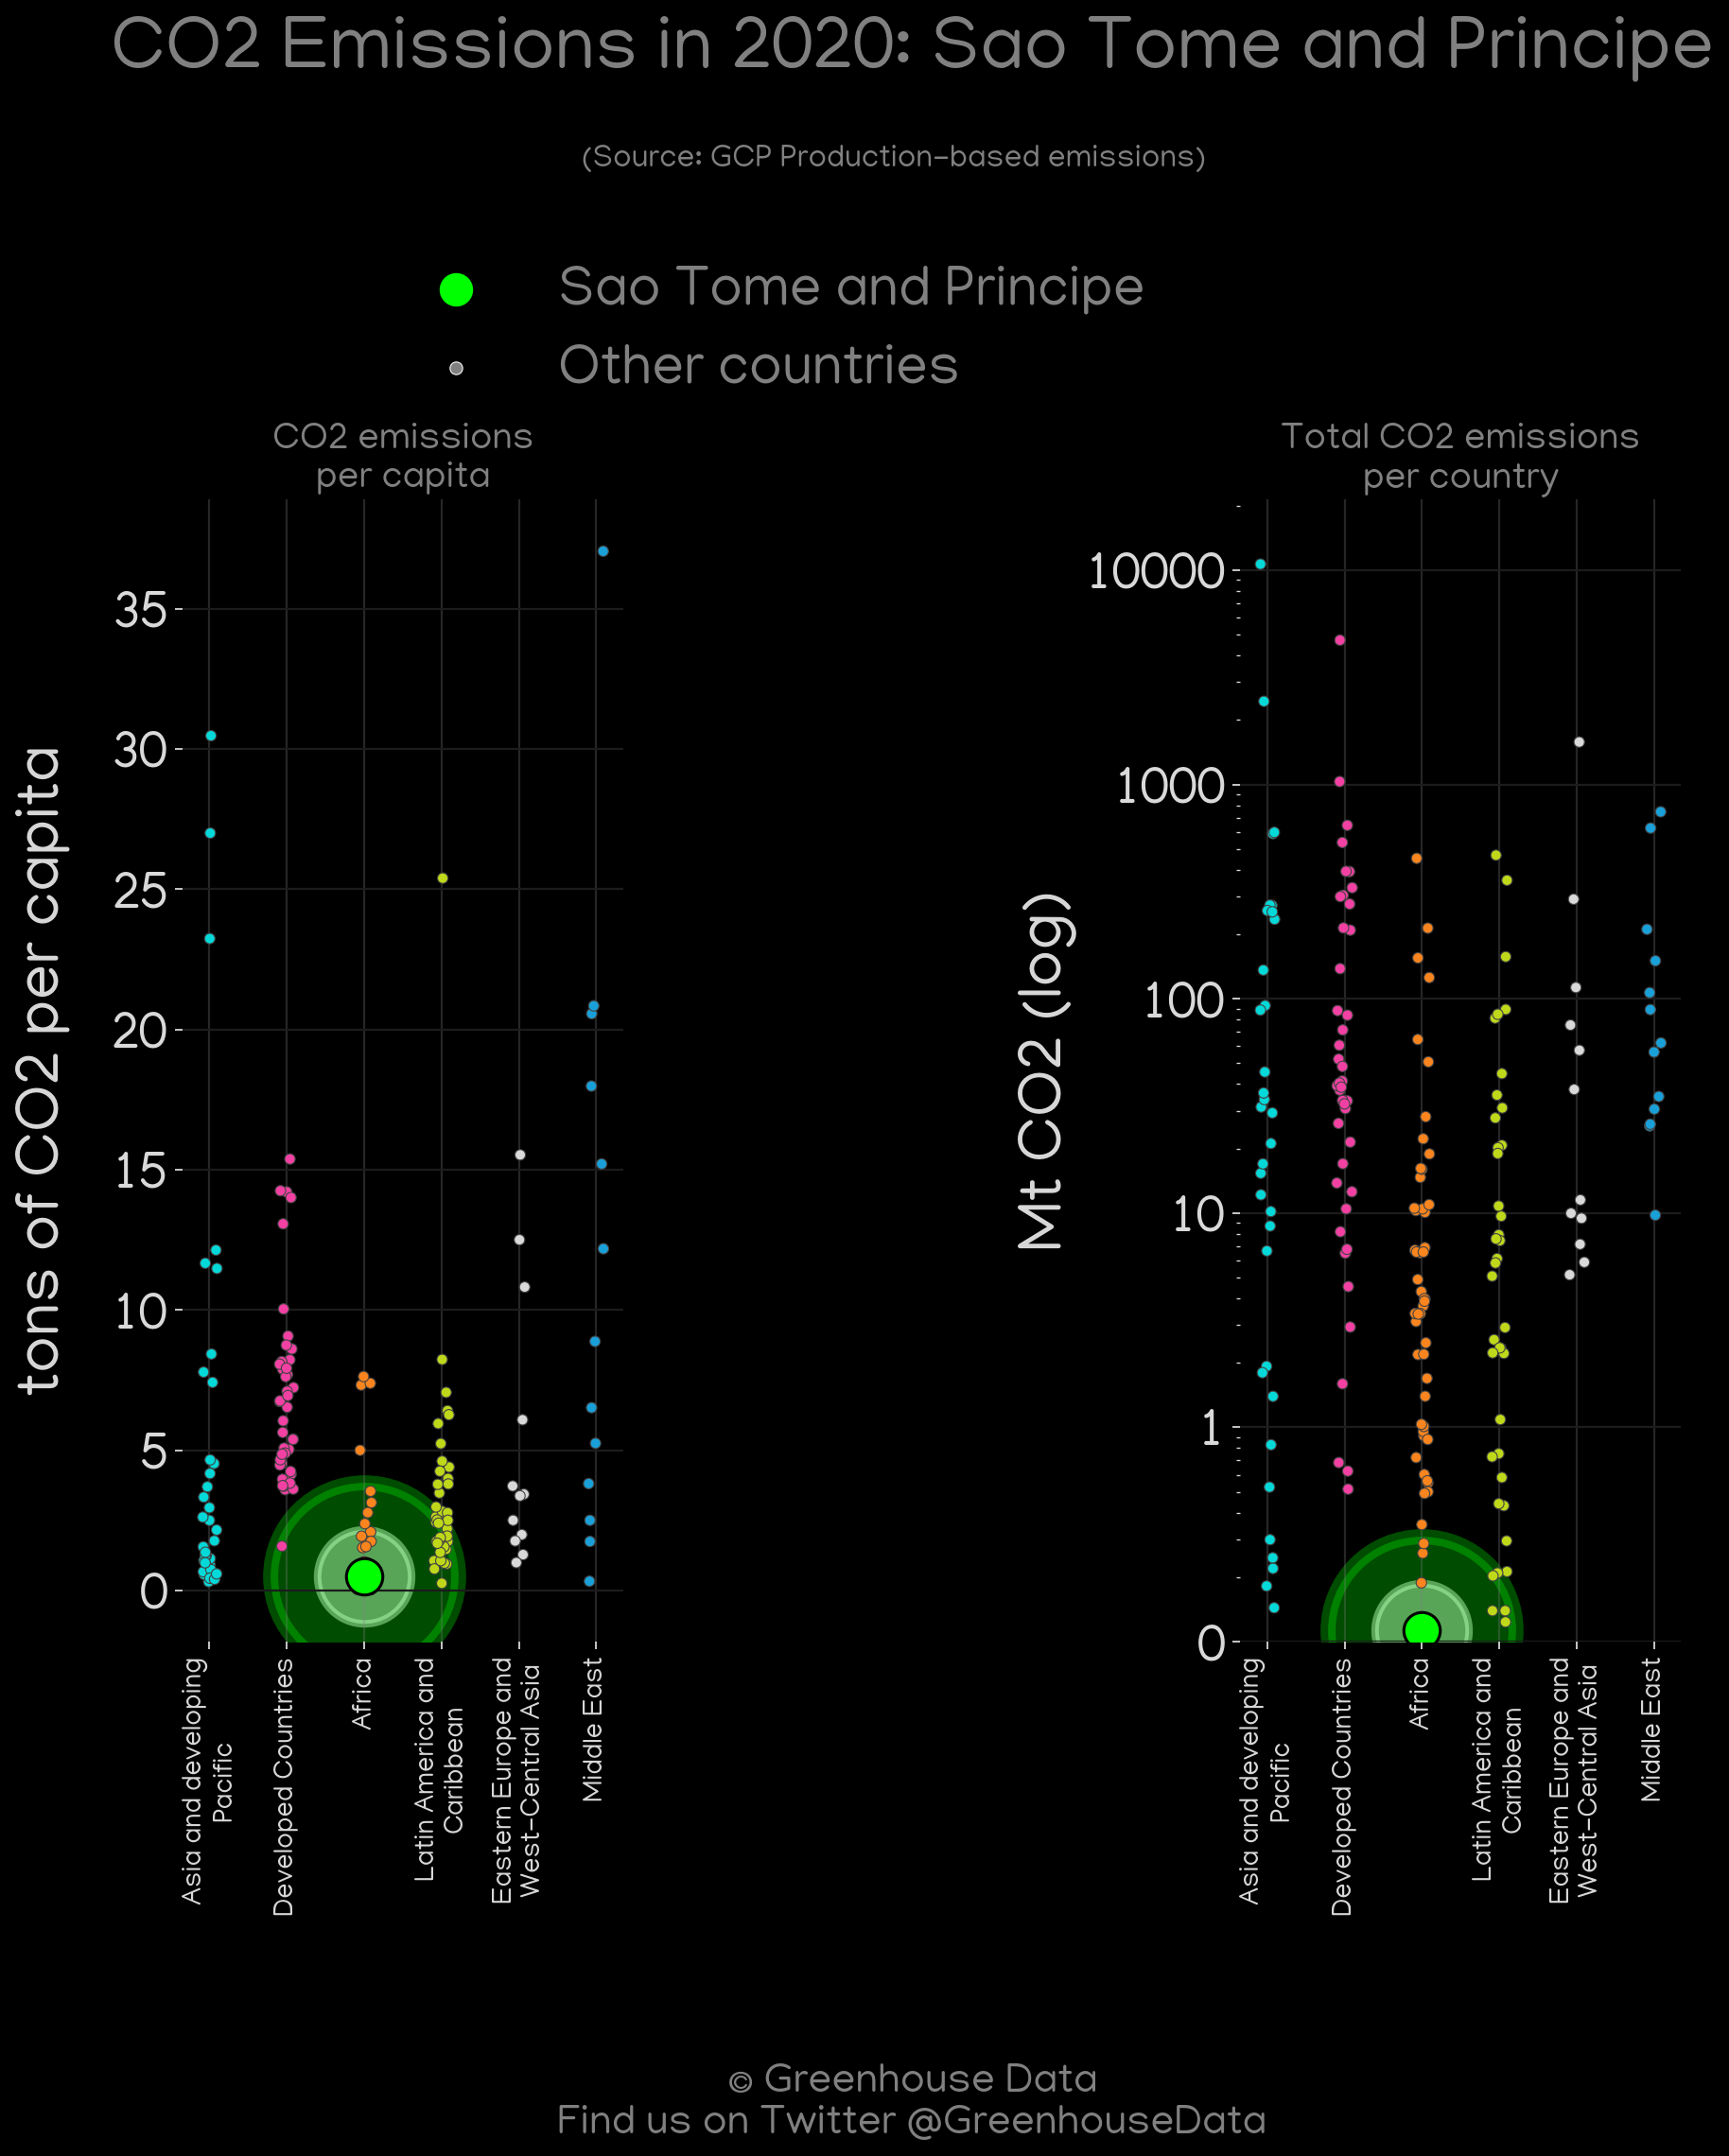 CO2 Emissions in 2020: Sao Tome and Principe
(Source: GCP Production-based emissions)
Sao Tome and Principe
Other countries
CO2 emissions
per capita
tons of CO2 per capita
35
30
25
20
15
10
5
0
Asia and developing
Pacific
Developed Countries
Africa
Latin America and
Caribbean
Eastern Europe and
West-Central Asia
Middle East
Total CO2 emissions
per country
Mt CO2 (log)
10000
1000
100
10
1
0
Asia and developing
Pacific
Developed Countries
Africa
Latin America and
Caribbean
Eastern Europe and
West-Central Asia
Middle East
© Greenhouse Data
Find us on Twitter @GreenhouseData